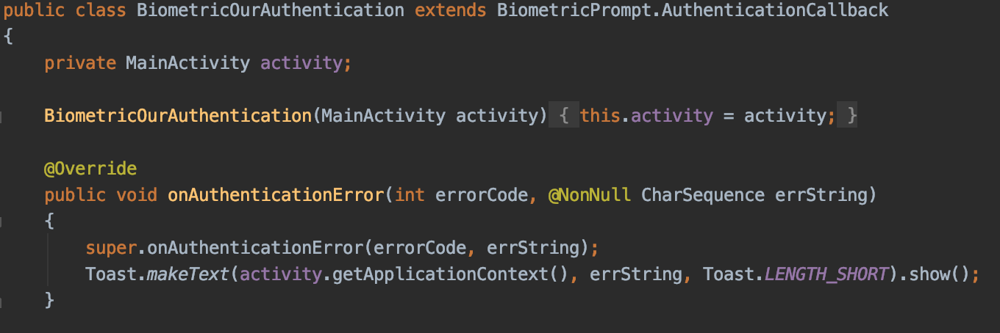 public class BiometricOurAuthentication extends BiometricPrompt.AuthenticationCallback
{
    private MainActivity activity;
    BiometricOurAuthentication(MainActivity activity) { this.activity = activity; }
    @Override
    public void onAuthenticationError(int errorCode, @NonNull CharSequence errString)
    {
        super.onAuthenticationError(errorCode, errString);
        Toast.makeText(activity.getApplicationContext(), errString, Toast.LENGTH_SHORT).show();
    }